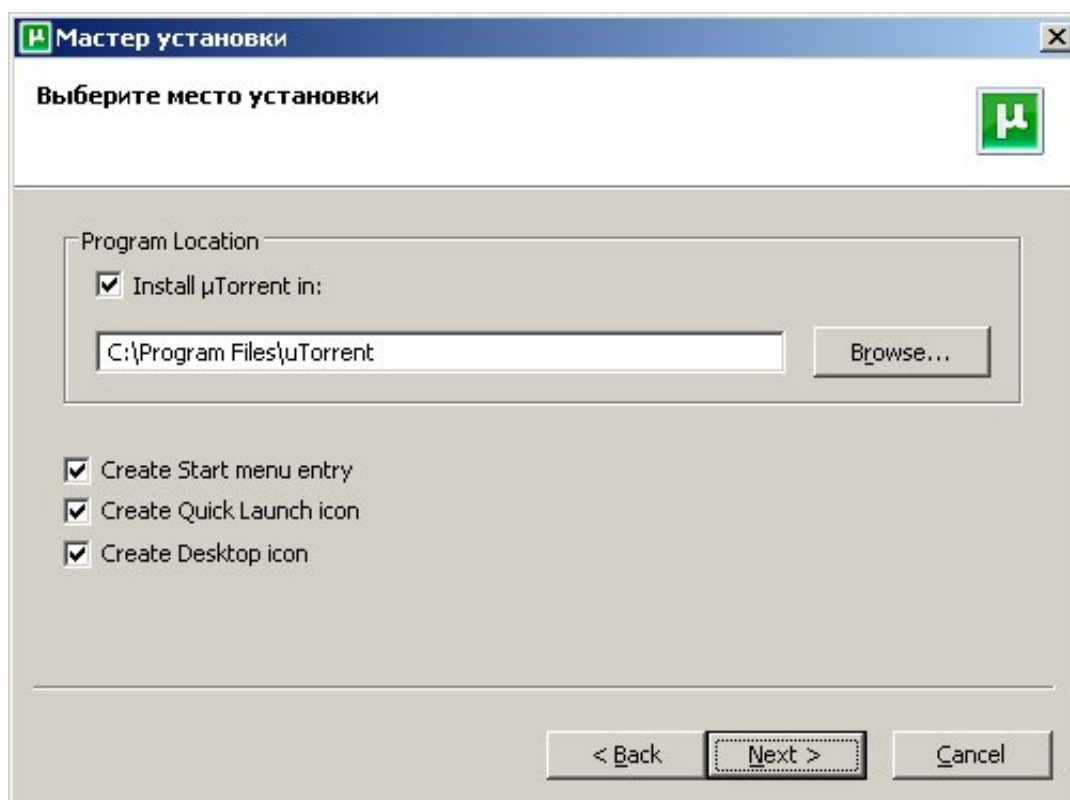 µ Мастер установки
Выберите место установки
µ
Program Location
Install µTorrent in:
C:\Program Files\uTorrent
Browse...
Create Start menu entry
Create Quick Launch icon
Create Desktop icon
< Back
Next >
Cancel